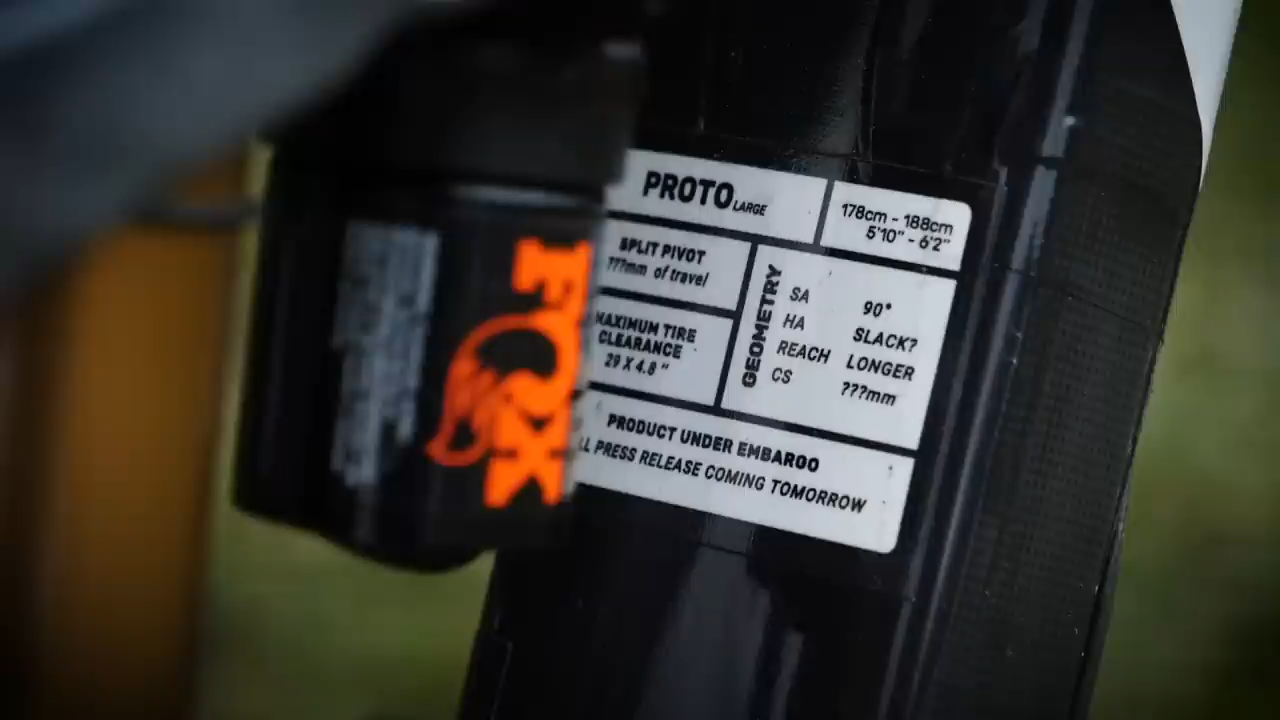 PROTO LARGE
178cm - 188cm
5'10" - 6'2"
SPLIT PIVOT
???mm of travel
MAXIMUM TIRE
CLEARANCE
29 X 4.8 "
GEOMETRY
SA 90°
HA SLACK?
REACH LONGER
CS ???mm
PRODUCT UNDER EMBARGO
LL PRESS RELEASE COMING TOMORROW
FOX